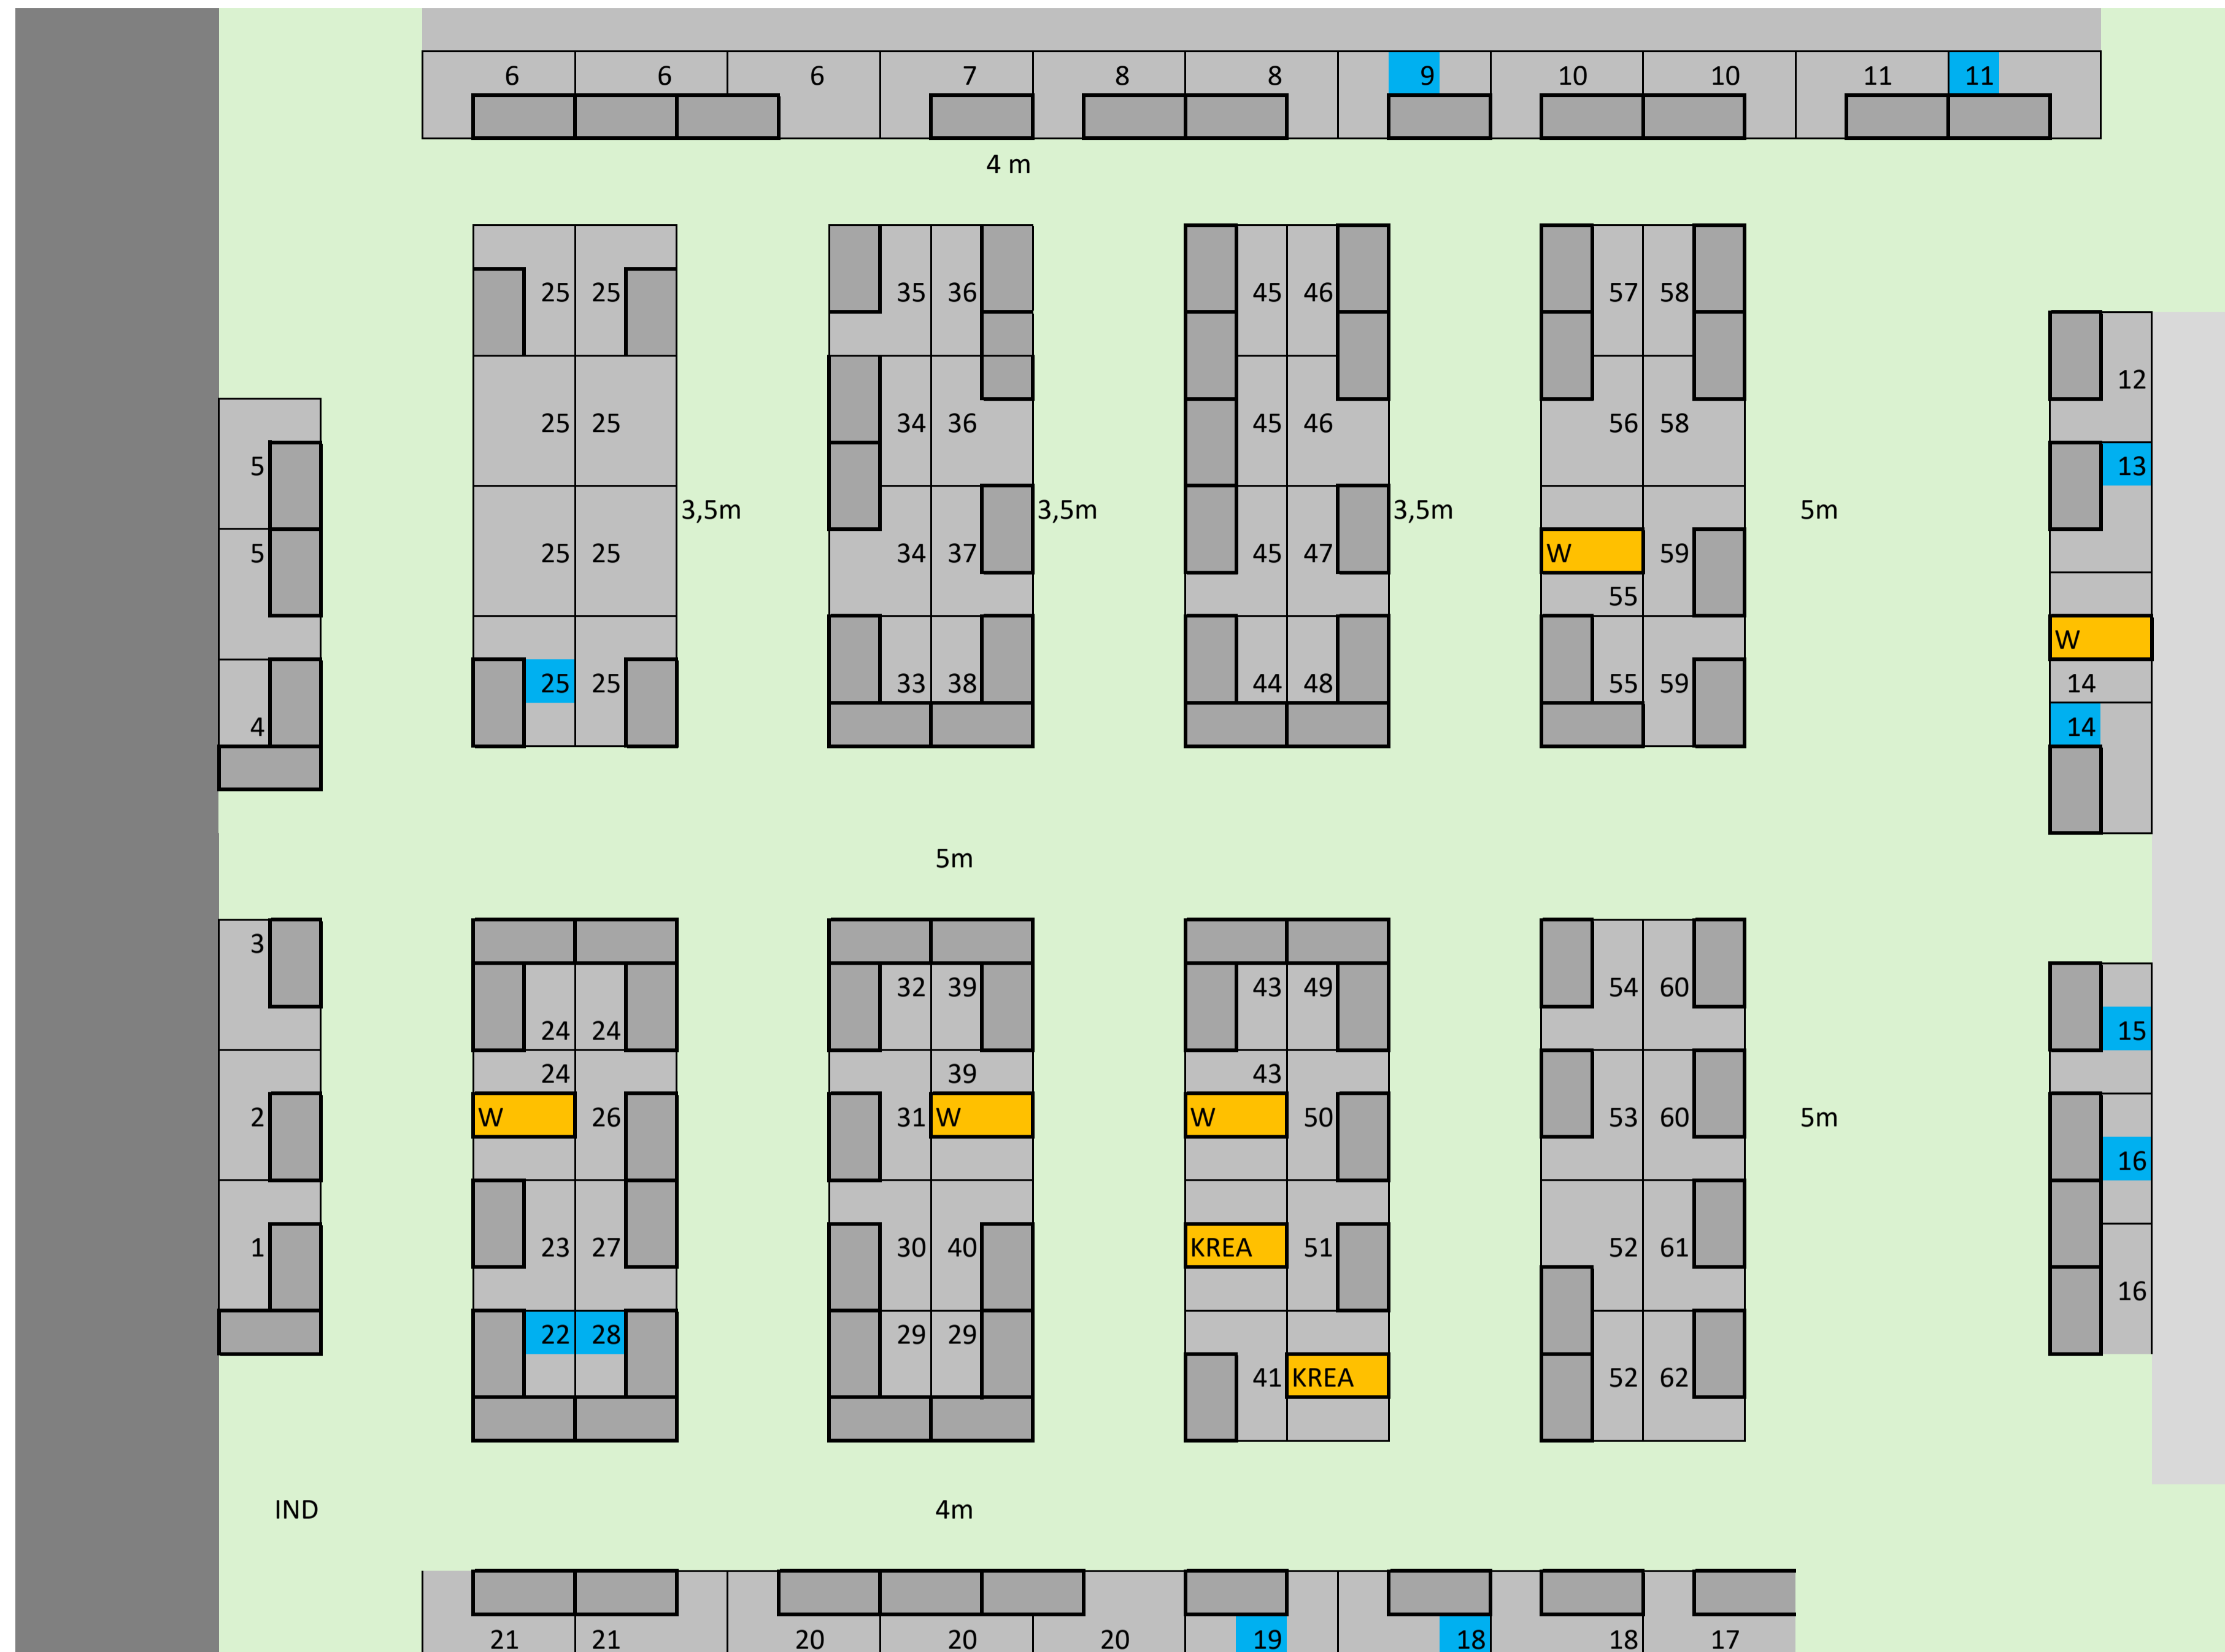 6 6 6 7 8 8 9 10 10 11 11
4 m
25 25 35 36 45 46 57 58
12
25 25 34 36 45 46 56 58
5 13
3,5m 3,5m 3,5m 5m
5 25 25 34 37 45 47 W 59
55
W
25 25 33 38 44 48 55 59 14
4 14
5m
3
32 39 43 49 54 60
24 24 15
24 39 43
2 W 26 31 W W 50 53 60 5m
16
1 23 27 30 40 KREA 51 52 61
16
22 28 29 29
41 KREA 52 62
IND 4m
21 21 20 20 20 19 18 18 17